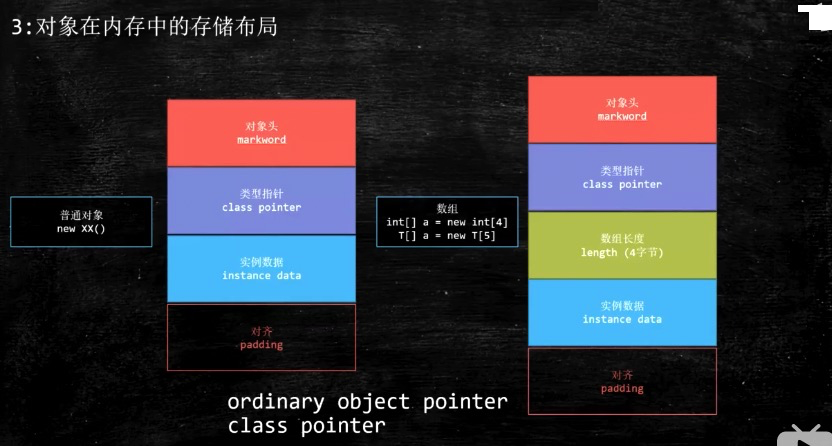 3:对象在内存中的存储布局
普通对象
new XX()
对象头
markword
类型指针
class pointer
实例数据
instance data
对齐
padding
数组
int[] a = new int[4]
T[] a = new T[5]
对象头
markword
类型指针
class pointer
数组长度
length (4字节)
实例数据
instance data
对齐
padding
ordinary object pointer
class pointer